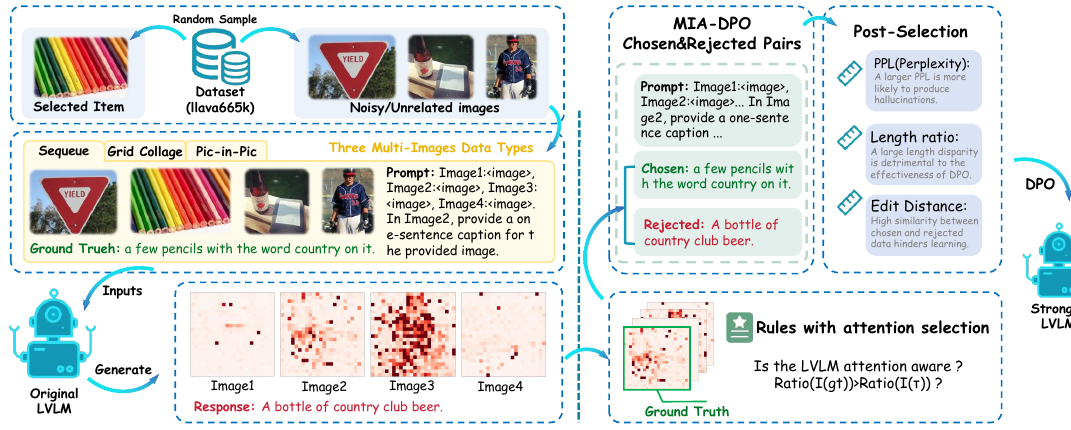 Random Sample
Selected Item
Dataset
(llava665k)
YIELD
Noisy/Unrelated images
Sequeue
Grid Collage
Pic-in-Pic
Three Multi-Images Data Types
YIELD
Prompt: Image1:<image>,
Image2:<image>, Image3:
<image>, Image4:<image>.
In Image2, provide a on
e-sentence caption for t
he provided image.
Ground Trueh: a few pencils with the word country on it.
Inputs
Original
LVLM
Generate
Image1
Image2
Image3
Image4
Response: A bottle of country club beer.
MIA-DPO
Chosen&Rejected Pairs
Prompt: Image1:<image>,
Image2:<image>... In Ima
ge2, provide a one-sente
nce caption ...
Chosen: a few pencils wit
h the word country on it.
Rejected: A bottle of
country club beer.
Post-Selection
PPL(Perplexity):
A larger PPL is more
likely to produce
hallucinations.
Length ratio:
A large length disparity
is detrimental to the
effectiveness of DPO.
Edit Distance:
High similarity between
chosen and rejected
data hinders learning.
Rules with attention selection
Is the LVLM attention aware ?
Ratio(I(gt))>Ratio(I(τ)) ?
Ground Truth
DPO
Strong
LVLM